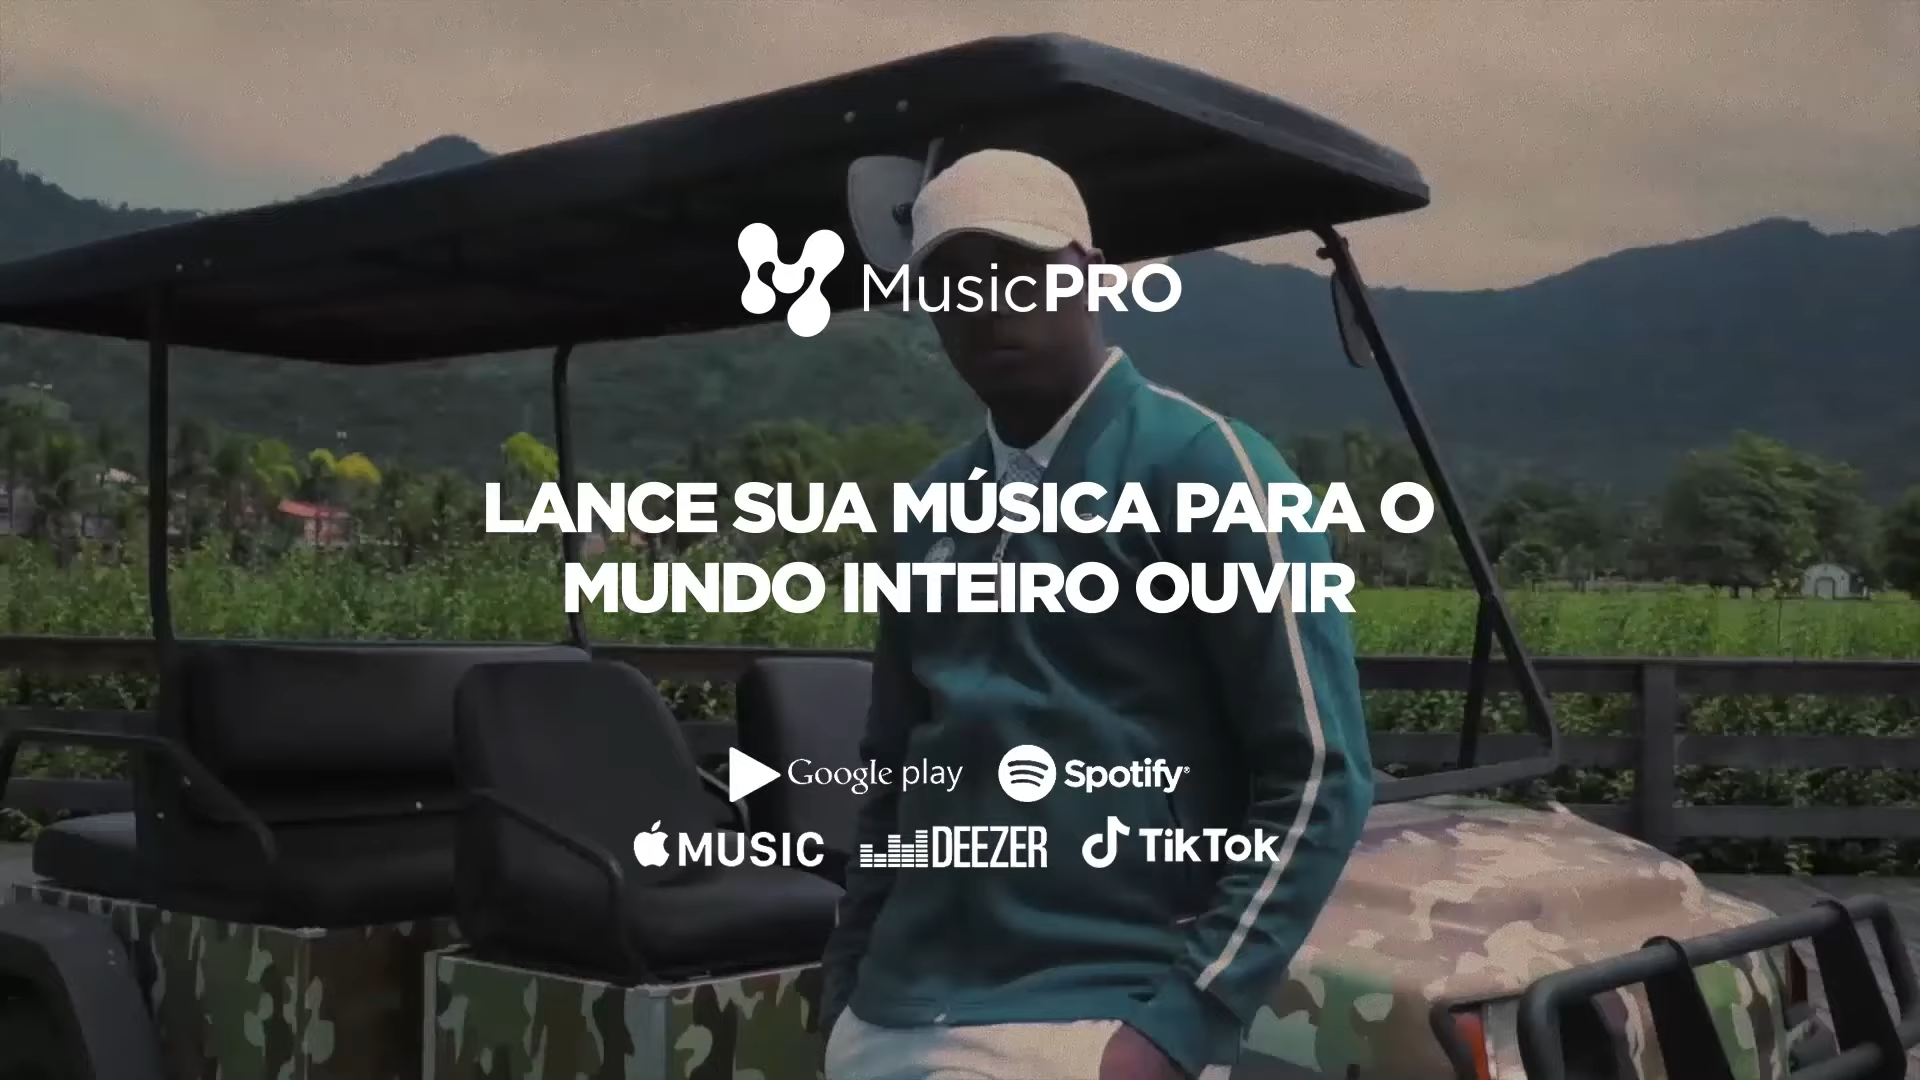 MusicPRO
LANCE SUA MÚSICA PARA O
MUNDO INTEIRO OUVIR
Google play Spotify
MUSIC DEEZER TikTok